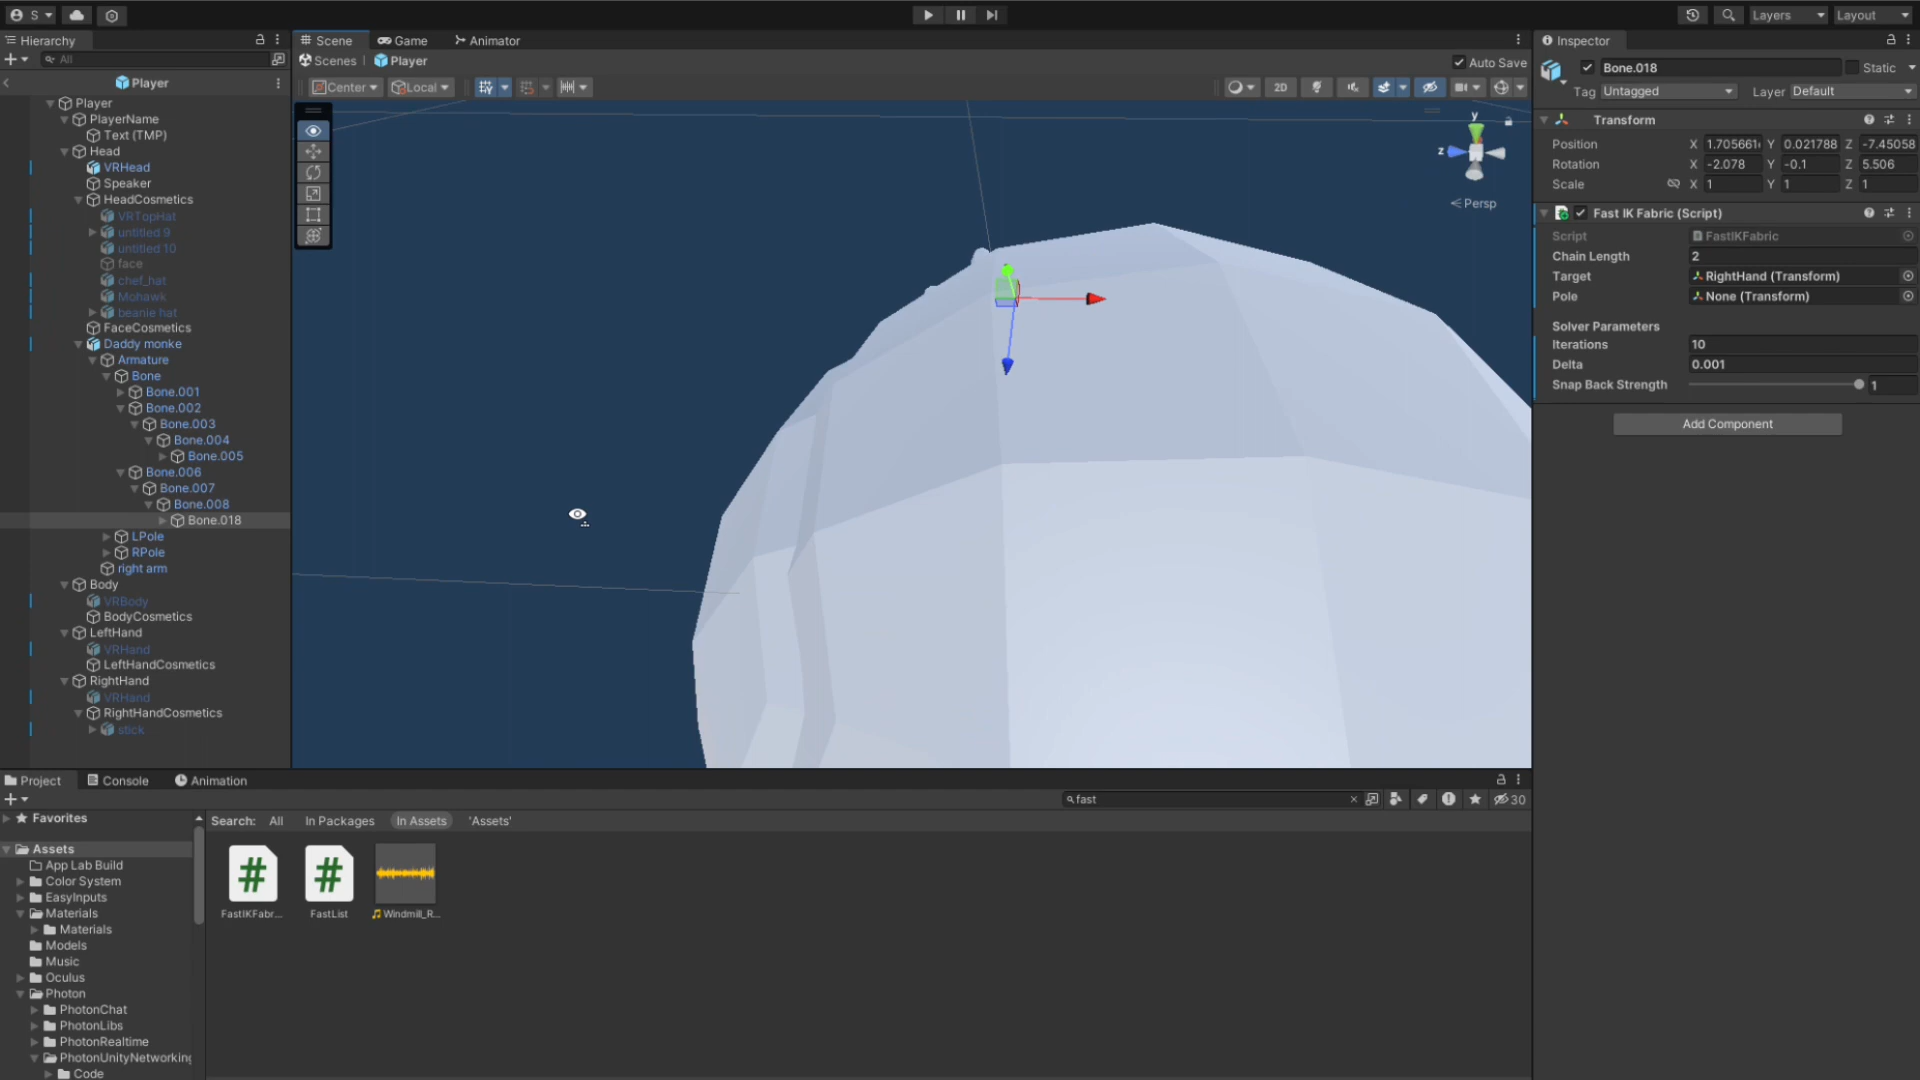 S
Layers
Layout
Hierarchy
All
Player
Player
PlayerName
Text (TMP)
Head
VRHead
Speaker
HeadCosmetics
VRTopHat
untitled 9
untitled 10
face
chef_hat
Mohawk
beanie hat
FaceCosmetics
Daddy monke
Armature
Bone
Bone.001
Bone.002
Bone.003
Bone.004
Bone.005
Bone.006
Bone.007
Bone.008
Bone.018
LPole
RPole
right arm
Body
VRBody
BodyCosmetics
LeftHand
VRHand
LeftHandCosmetics
RightHand
VRHand
RightHandCosmetics
stick
Scene
Game
Animator
Scenes
Player
Auto Save
Center
Local
2D
y
z
Persp
Inspector
Bone.018
Static
Tag Untagged
Layer Default
Transform
Position X 1.705661 Y 0.021788 Z -7.45058
Rotation X -2.078 Y -0.1 Z 5.506
Scale X 1 Y 1 Z 1
Fast IK Fabric (Script)
Script FastIKFabric
Chain Length 2
Target RightHand (Transform)
Pole None (Transform)
Solver Parameters
Iterations 10
Delta 0.001
Snap Back Strength 1
Add Component
Project
Console
Animation
fast
30
Favorites
Assets
App Lab Build
Color System
EasyInputs
Materials
Materials
Models
Music
Oculus
Photon
PhotonChat
PhotonLibs
PhotonRealtime
PhotonUnityNetworking
Code
Search: All In Packages In Assets 'Assets'
FastIKFabr...
FastList
Windmill_R...